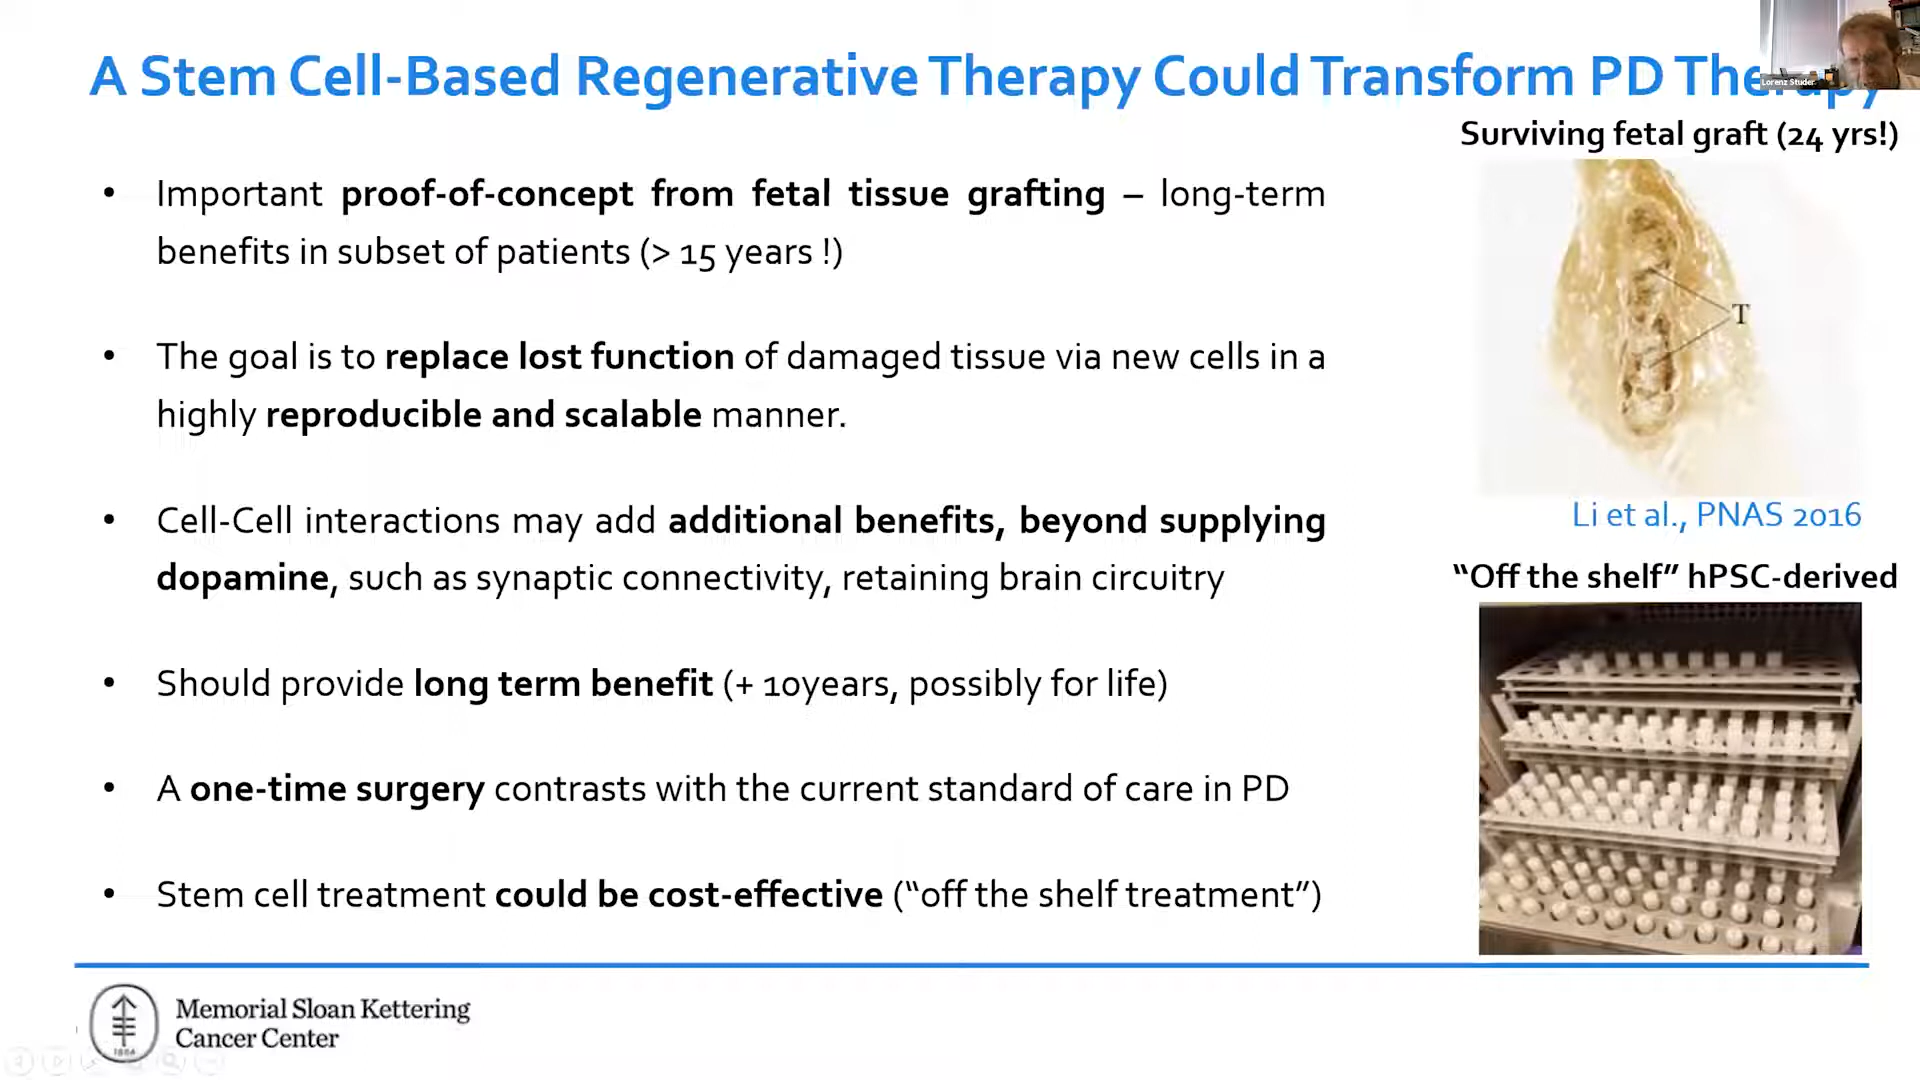 A Stem Cell-Based Regenerative Therapy Could Transform PD Therapy
Lorenz Studer
Surviving fetal graft (24 yrs!)
• Important proof-of-concept from fetal tissue grafting – long-term
benefits in subset of patients (> 15 years !)
T
• The goal is to replace lost function of damaged tissue via new cells in a
highly reproducible and scalable manner.
Li et al., PNAS 2016
• Cell-Cell interactions may add additional benefits, beyond supplying
dopamine, such as synaptic connectivity, retaining brain circuitry
"Off the shelf" hPSC-derived
• Should provide long term benefit (+ 10years, possibly for life)
• A one-time surgery contrasts with the current standard of care in PD
• Stem cell treatment could be cost-effective ("off the shelf treatment")
Memorial Sloan Kettering
Cancer Center
1884